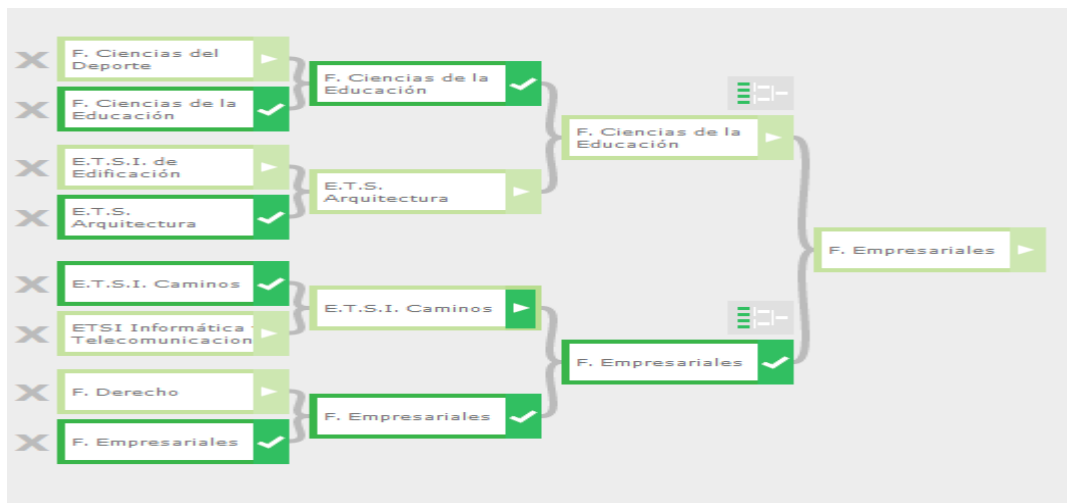 F. Ciencias del
Deporte
F. Ciencias de la
Educación
E.T.S.I. de
Edificación
E.T.S.
Arquitectura
E.T.S.I. Caminos
ETSI Informática
Telecomunicacion
F. Derecho
F. Empresariales
F. Ciencias de la
Educación
E.T.S.
Arquitectura
E.T.S.I. Caminos
F. Empresariales
F. Ciencias de la
Educación
F. Empresariales
F. Empresariales